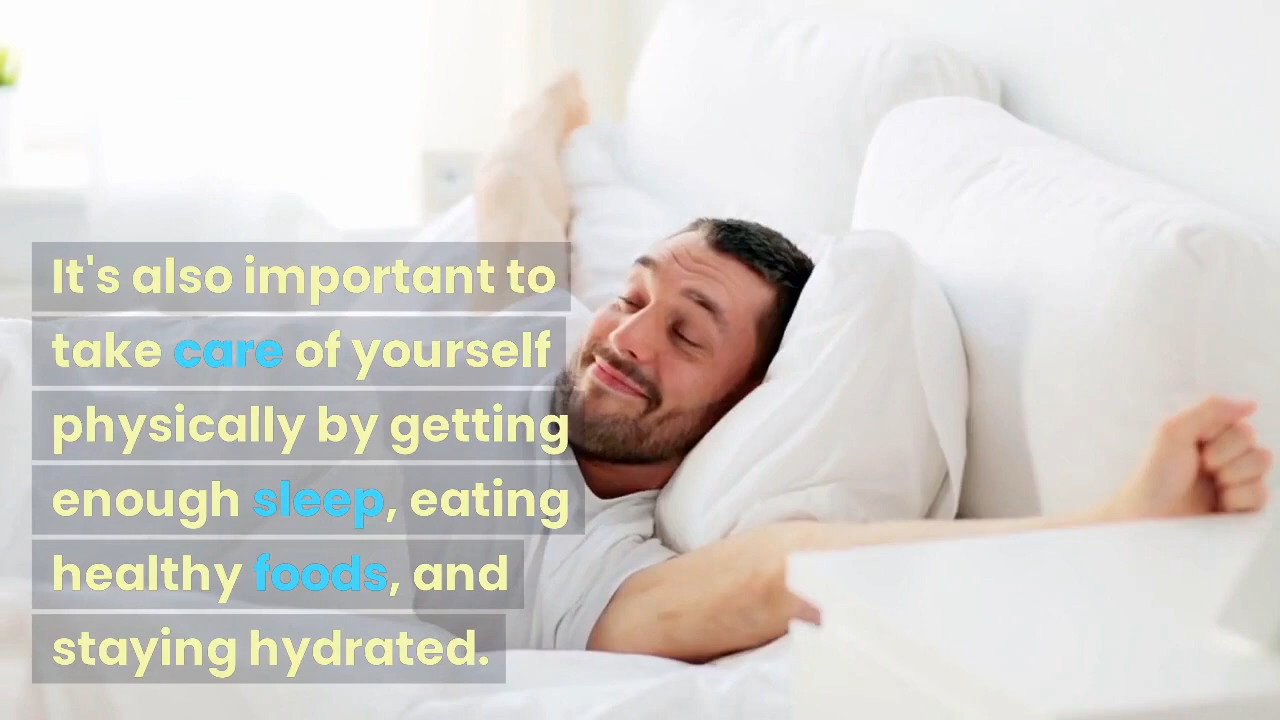 It's also important to
take care of yourself
physically by getting
enough sleep, eating
healthy foods, and
staying hydrated.